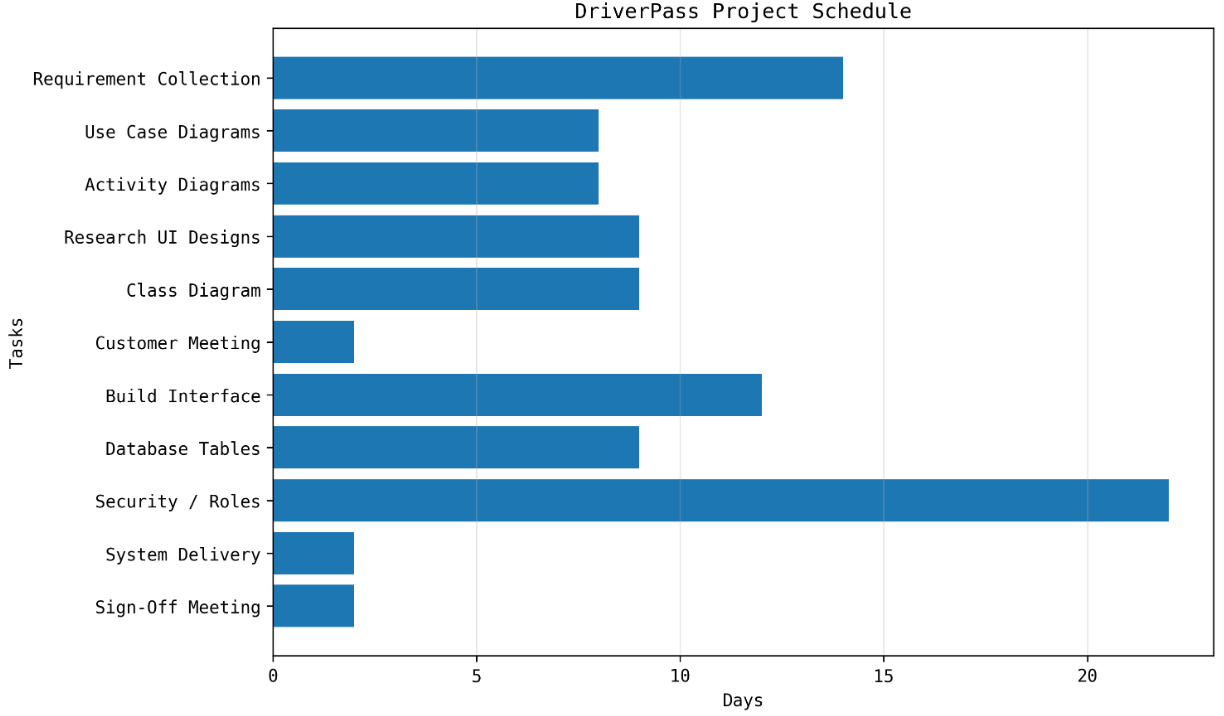 DriverPass Project Schedule
Requirement Collection
Use Case Diagrams
Activity Diagrams
Research UI Designs
Class Diagram
Customer Meeting
Build Interface
Database Tables
Security / Roles
System Delivery
Sign-Off Meeting
Tasks
0 5 10 15 20
Days